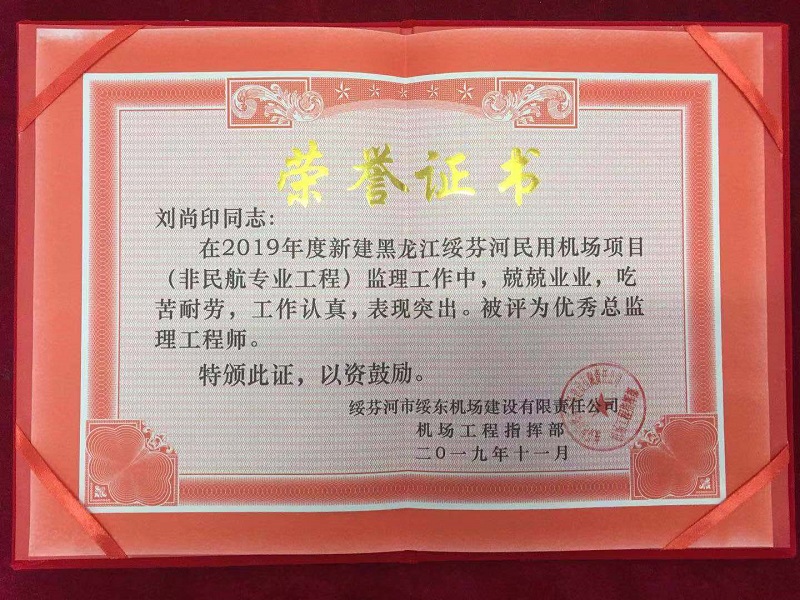 荣誉证书
刘尚印同志：
在2019年度新建黑龙江绥芬河民用机场项目
（非民航专业工程）监理工作中，兢兢业业，吃
苦耐劳，工作认真，表现突出。被评为优秀总监
理工程师。
特颁此证，以资鼓励。
绥芬河市绥东机场建设有限责任公司
机场工程指挥部
二〇一九年十一月